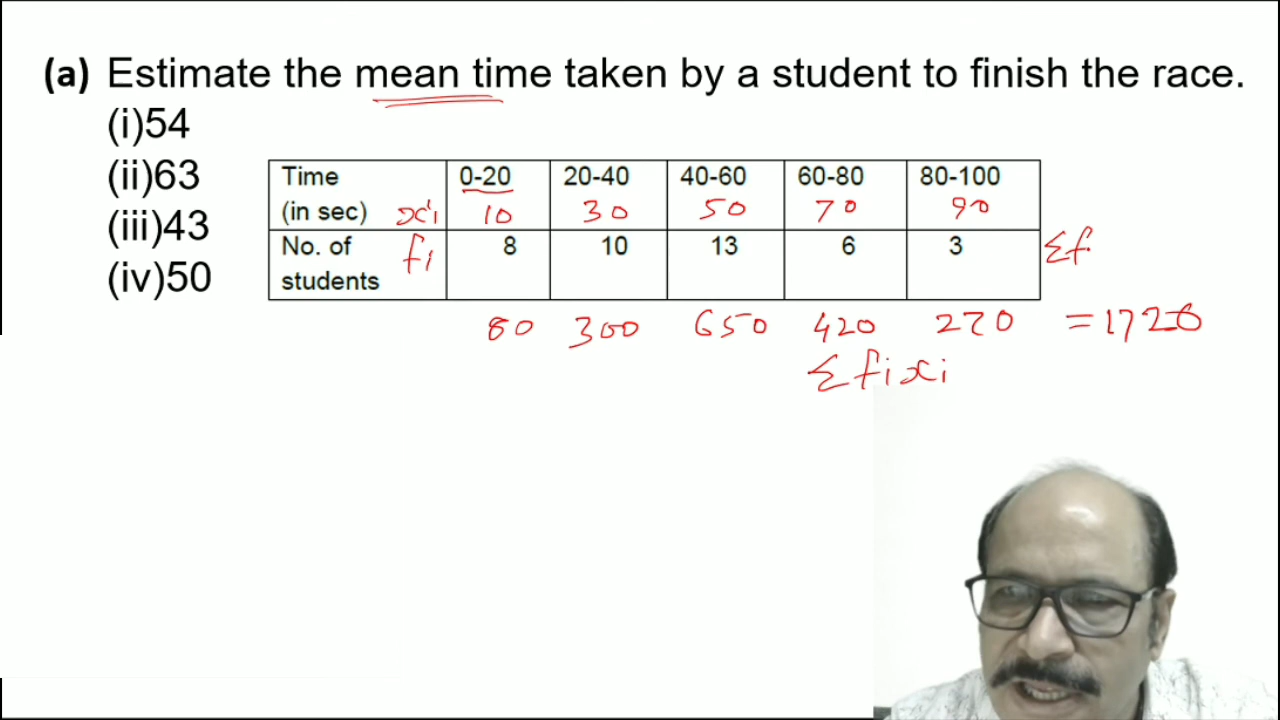 (a) Estimate the mean time taken by a student to finish the race.
(i)54
(ii)63
(iii)43
(iv)50
Time (in sec) xi 0-20 20-40 40-60 60-80 80-100
10 30 50 70 90
No. of students fi 8 10 13 6 3 Σf
80 300 650 420 270 =1720
Σfixi